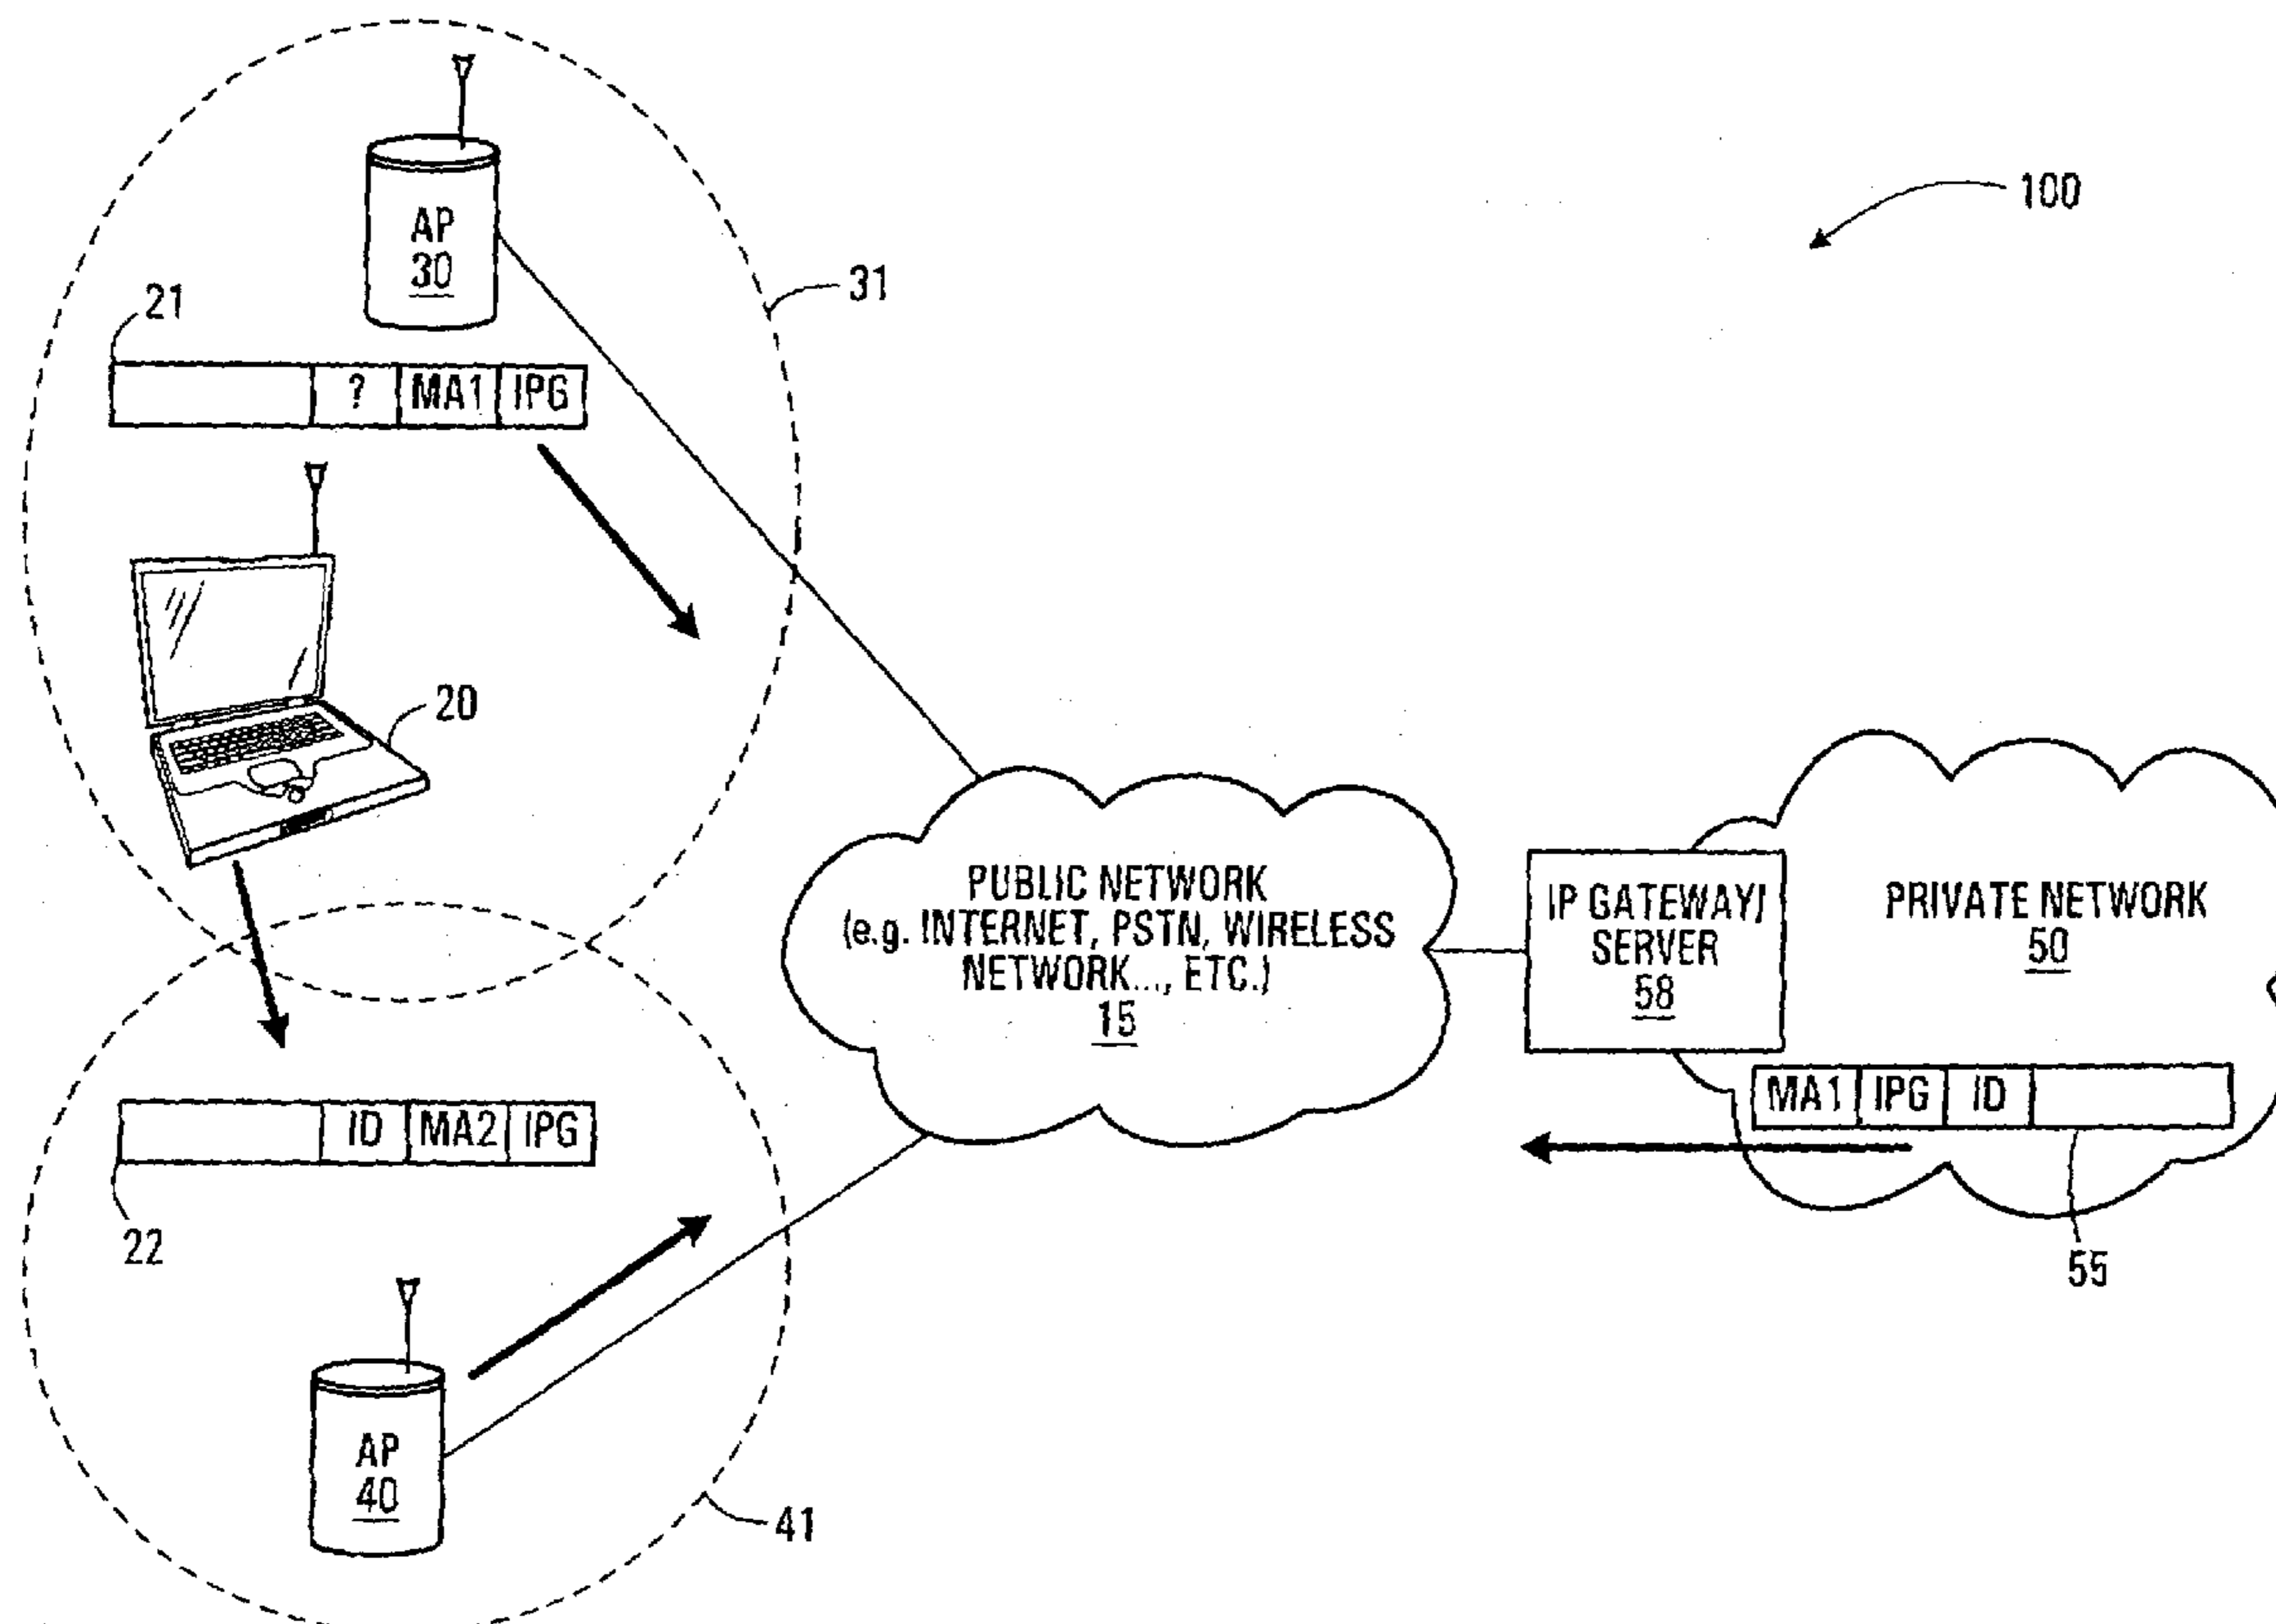 AP
30
100
31
21
? MA1 IPG
20
PUBLIC NETWORK
(e.g. INTERNET, PSTN, WIRELESS
NETWORK..., ETC.)
15
IP GATEWAY/
SERVER
58
PRIVATE NETWORK
50
MA1 IPG ID
55
ID MA2 IPG
22
AP
40
41